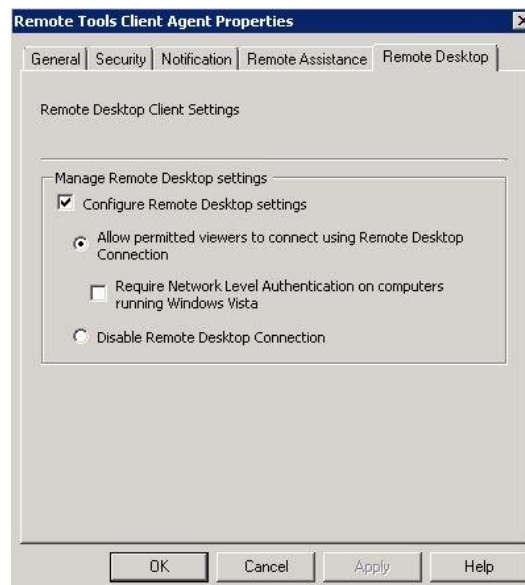 Remote Tools Client Agent Properties
General Security Notification Remote Assistance Remote Desktop
Remote Desktop Client Settings
Manage Remote Desktop settings
Configure Remote Desktop settings
Allow permitted viewers to connect using Remote Desktop
Connection
Require Network Level Authentication on computers
running Windows Vista
Disable Remote Desktop Connection
OK Cancel Apply Help